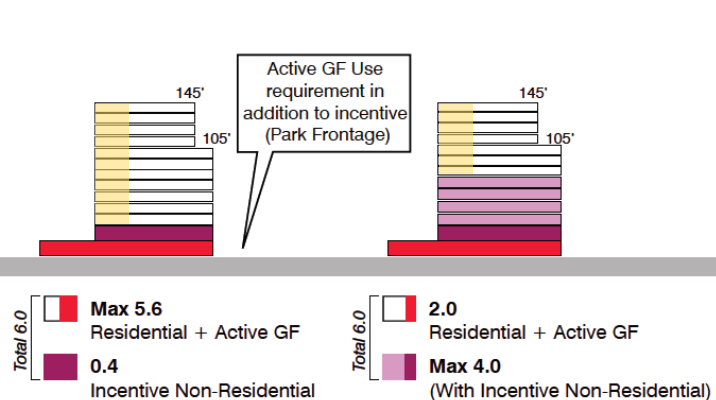 Active GF Use
requirement in
addition to incentive
(Park Frontage)
145'
105'
145'
105'
Total 6.0
Max 5.6
Residential + Active GF
0.4
Incentive Non-Residential
Total 6.0
2.0
Residential + Active GF
Max 4.0
(With Incentive Non-Residential)